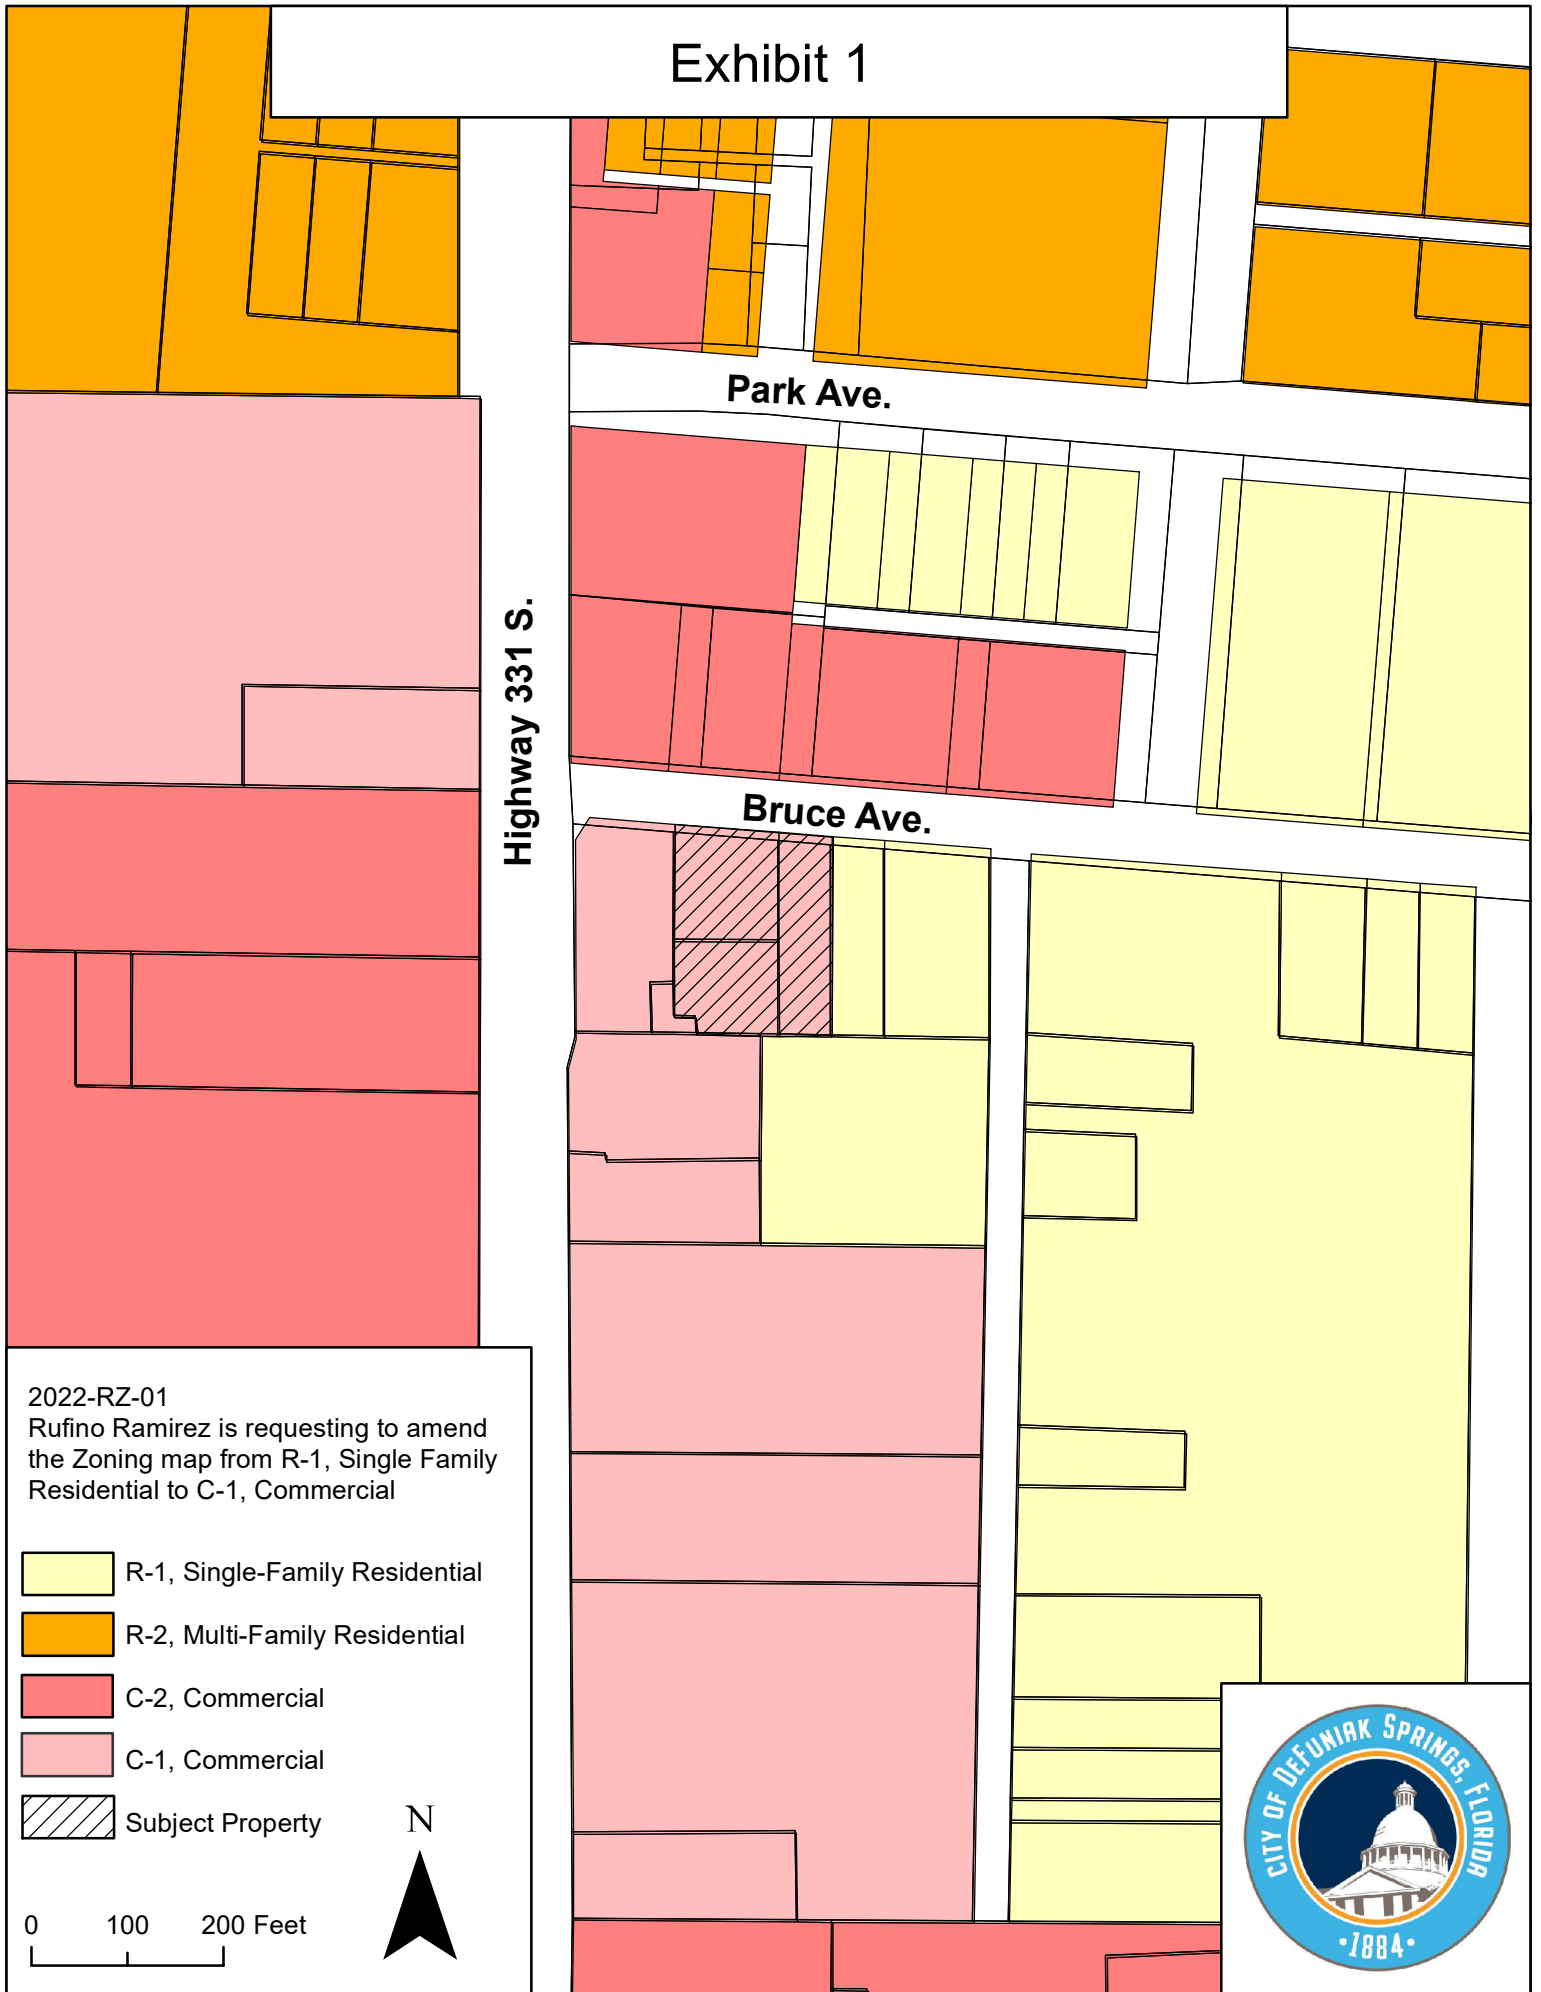 Exhibit 1
Park Ave.
Highway 331 S.
Bruce Ave.
2022-RZ-01
Rufino Ramirez is requesting to amend
the Zoning map from R-1, Single Family
Residential to C-1, Commercial
R-1, Single-Family Residential
R-2, Multi-Family Residential
C-2, Commercial
C-1, Commercial
Subject Property
N
0 100 200 Feet
CITY OF DEFUNIAK SPRINGS, FLORIDA
•1884•